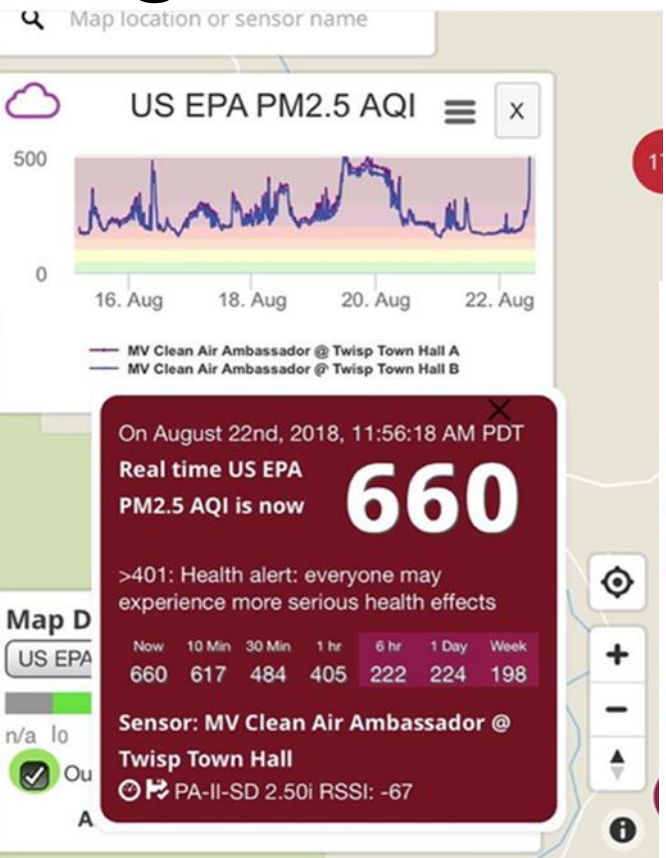 Map location or sensor name
US EPA PM2.5 AQI
X
500
0
16. Aug 18. Aug 20. Aug 22. Aug
MV Clean Air Ambassador @ Twisp Town Hall A
MV Clean Air Ambassador @ Twisp Town Hall B
On August 22nd, 2018, 11:56:18 AM PDT
Real time US EPA
PM2.5 AQI is now
660
>401: Health alert: everyone may
experience more serious health effects
Now 10 Min 30 Min 1 hr 6 hr 1 Day Week
660 617 484 405 222 224 198
Sensor: MV Clean Air Ambassador @
Twisp Town Hall
PA-II-SD 2.50i RSSI: -67
Map D
US EPA
n/a
Ou
A